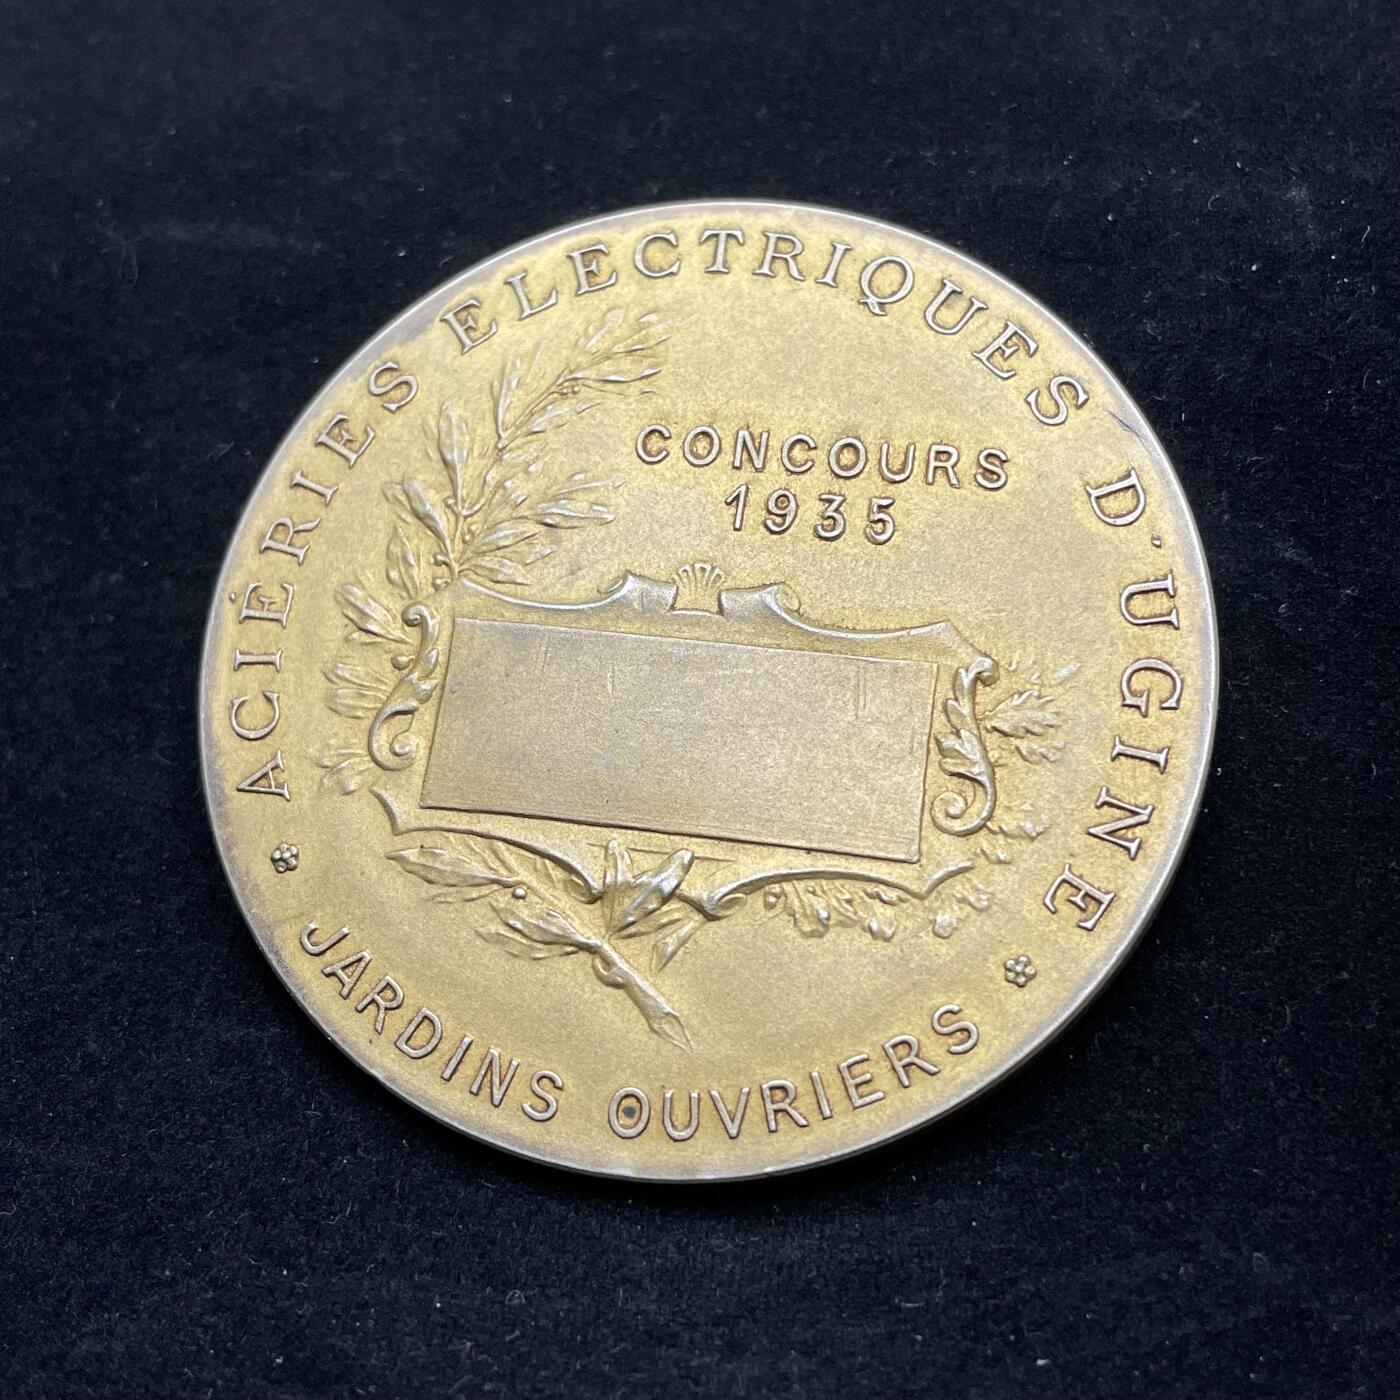 ACIÉRIES ELECTRIQUES D'UGINE
CONCOURS
1935
JARDINS OUVRIERS